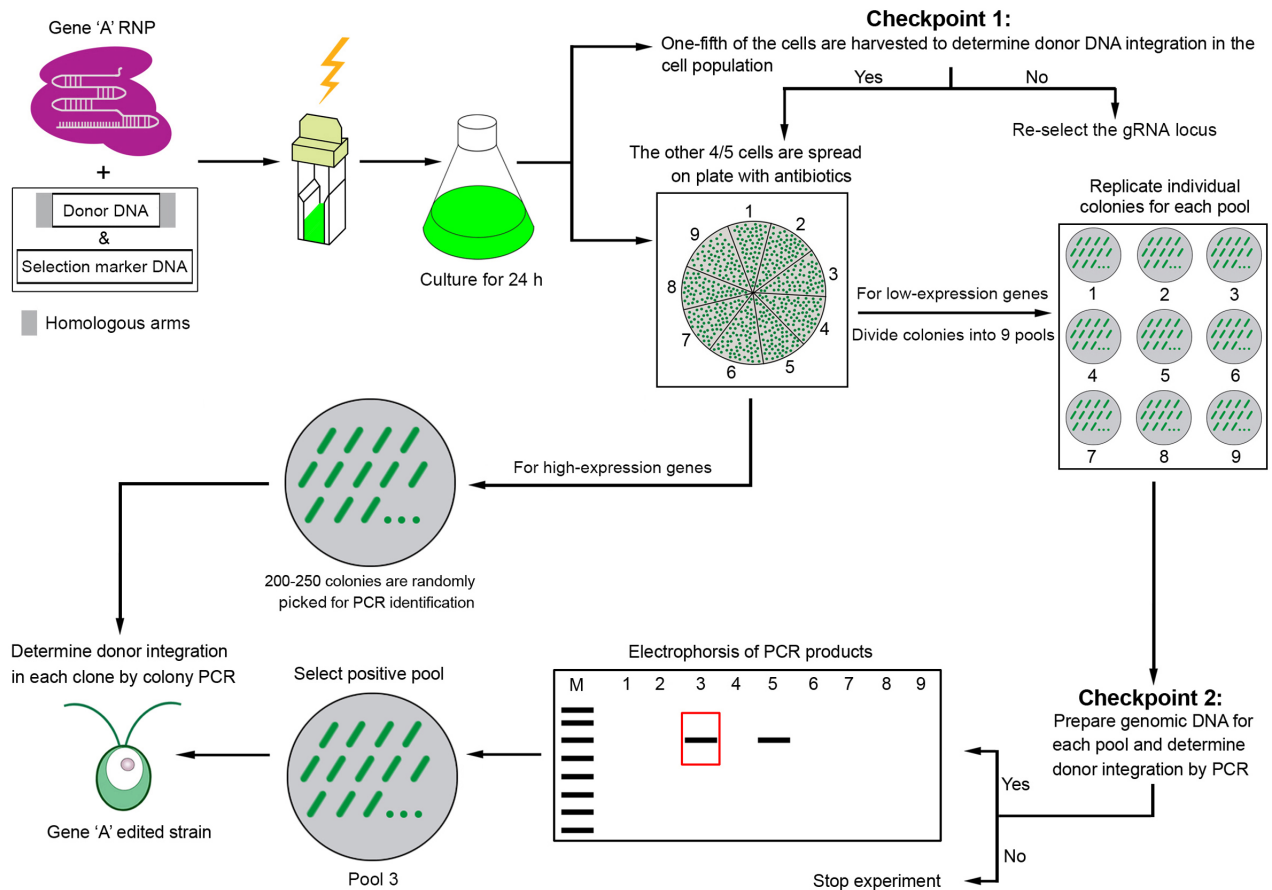 Gene ‘A’ RNP
+
Donor DNA
&
Selection marker DNA
Homologous arms
Culture for 24 h
Checkpoint 1:
One-fifth of the cells are harvested to determine donor DNA integration in the
cell population
Yes
No
Re-select the gRNA locus
The other 4/5 cells are spread
on plate with antibiotics
1
2
3
4
5
6
7
8
9
For low-expression genes
Divide colonies into 9 pools
Replicate individual
colonies for each pool
1 2 3
4 5 6
7 8 9
For high-expression genes
200-250 colonies are randomly
picked for PCR identification
Determine donor integration
in each clone by colony PCR
Gene ‘A’ edited strain
Select positive pool
Pool 3
Electrophorsis of PCR products
M 1 2 3 4 5 6 7 8 9
Checkpoint 2:
Prepare genomic DNA for
each pool and determine
donor integration by PCR
Yes
No
Stop experiment